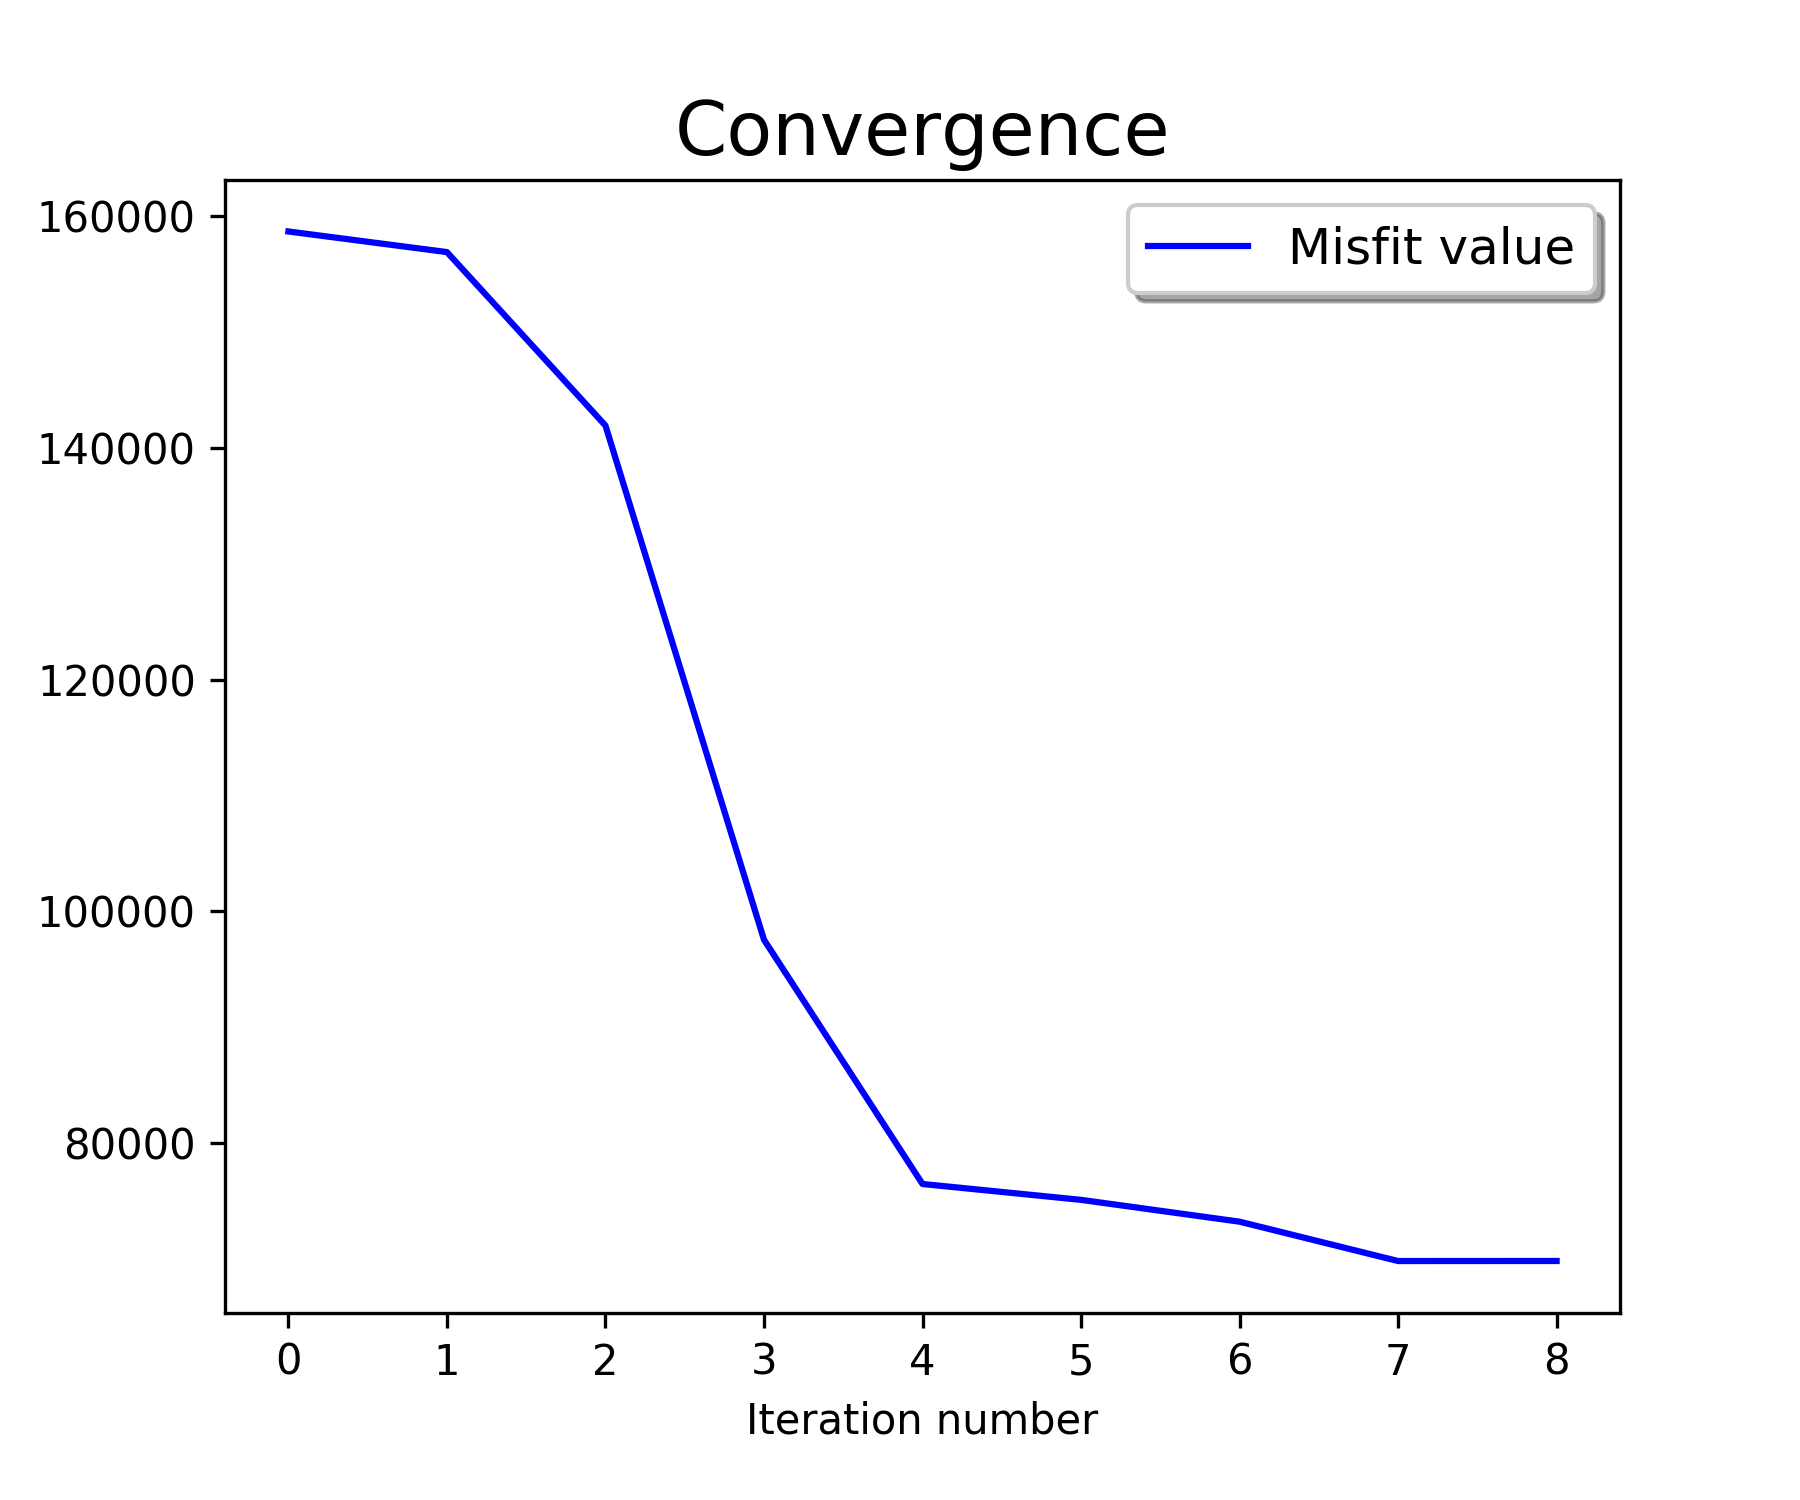 Convergence
Misfit value
160000
140000
120000
100000
80000
0 1 2 3 4 5 6 7 8
Iteration number